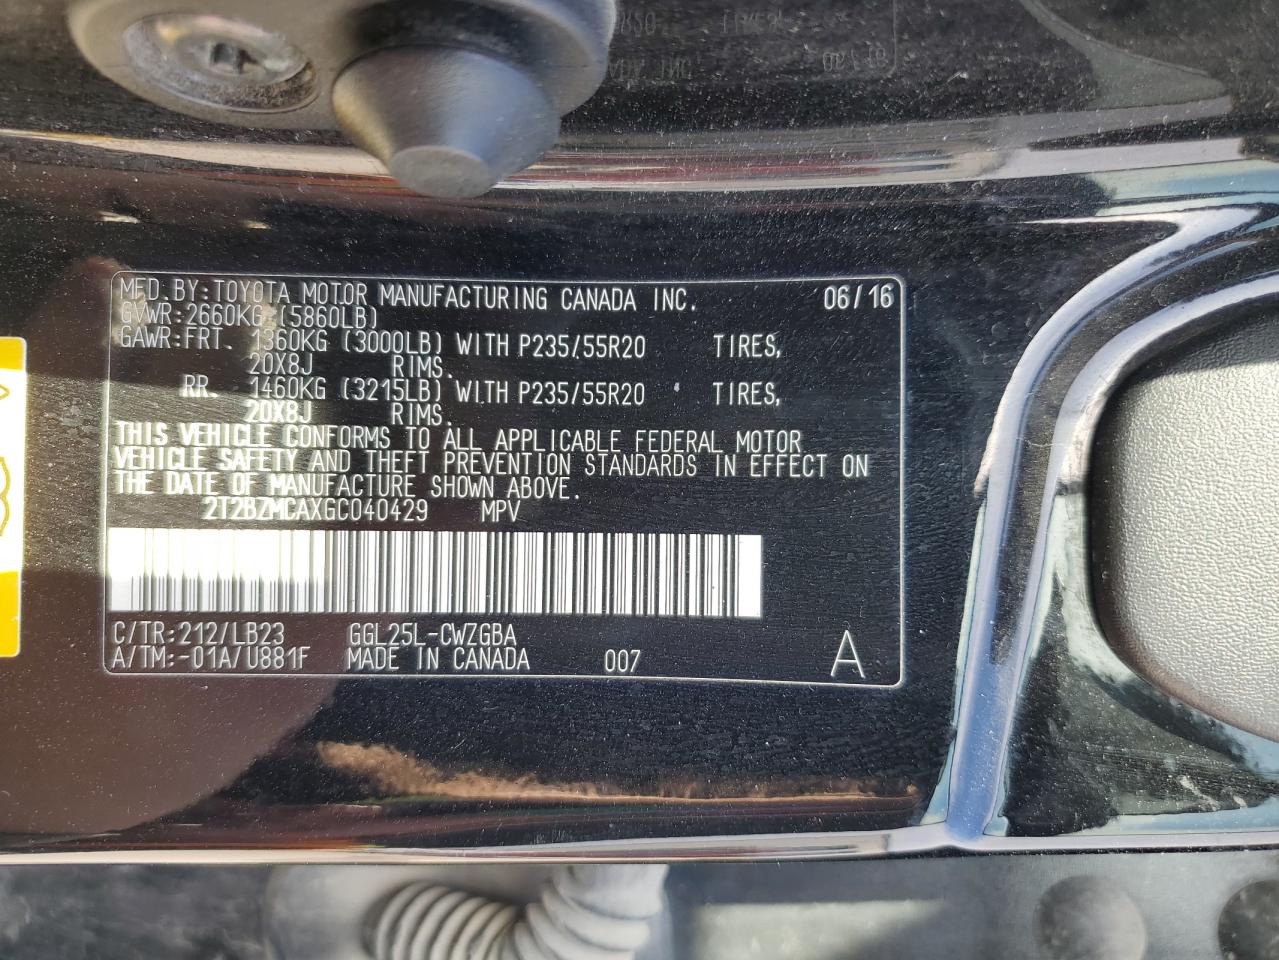 MFD.BY:TOYOTA MOTOR MANUFACTURING CANADA INC. 06/16
GVWR:2660KG (5860LB)
GAWR:FRT. 1360KG (3000LB) WITH P235/55R20 TIRES,
20X8J RIMS.
RR. 1460KG (3215LB) WITH P235/55R20 TIRES,
20X8J RIMS.
THIS VEHICLE CONFORMS TO ALL APPLICABLE FEDERAL MOTOR
VEHICLE SAFETY AND THEFT PREVENTION STANDARDS IN EFFECT ON
THE DATE OF MANUFACTURE SHOWN ABOVE.
2T2BZMCAXGC040429 MPV
C/TR:212/LB23 GGL25L-CWZGBA
A/TM:-01A/U881F MADE IN CANADA 007 A